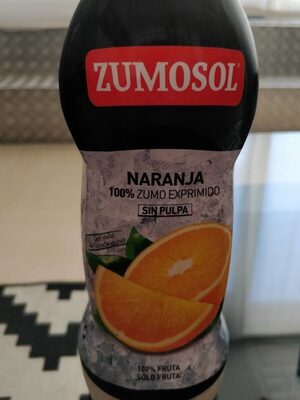 ZUMOSOL
NARANJA
100% ZUMO EXPRIMIDO
SIN PULPA
100% FRUTA
SOLO FRUTA